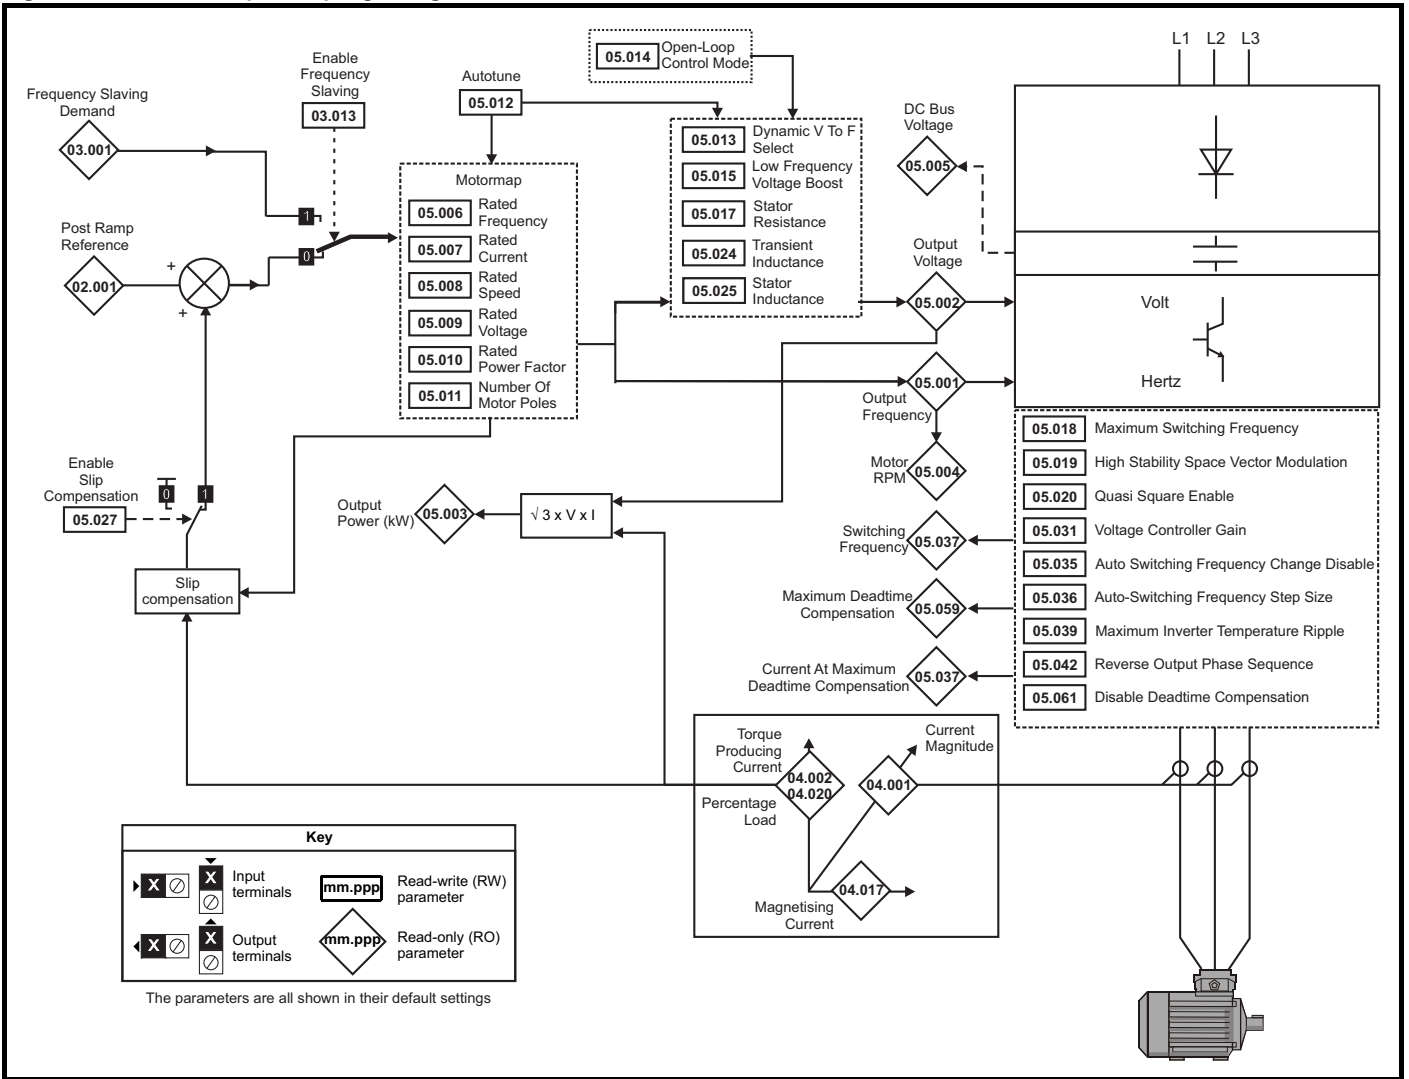 Enable
Frequency
Slaving
03.013
Frequency Slaving
Demand
03.001
Post Ramp
Reference
02.001
+
+
1
0
Autotune
05.012
05.014
Open-Loop
Control Mode
Motormap
05.006
Rated
Frequency
05.007
Rated
Current
05.008
Rated
Speed
05.009
Rated
Voltage
05.010
Rated
Power Factor
05.011
Number Of
Motor Poles
05.013
Dynamic V To F
Select
05.015
Low Frequency
Voltage Boost
05.017
Stator
Resistance
05.024
Transient
Inductance
05.025
Stator
Inductance
DC Bus
Voltage
05.005
Output
Voltage
05.002
05.001
Output
Frequency
Motor
RPM
05.004
L1 L2 L3
Volt
Hertz
Enable
Slip
Compensation
05.027
0
1
Slip
compensation
Output
Power (kW)
05.003
√ 3 x V x I
Switching
Frequency
05.037
Maximum Deadtime
Compensation
05.059
Current At Maximum
Deadtime Compensation
05.037
05.018 Maximum Switching Frequency
05.019 High Stability Space Vector Modulation
05.020 Quasi Square Enable
05.031 Voltage Controller Gain
05.035 Auto Switching Frequency Change Disable
05.036 Auto-Switching Frequency Step Size
05.039 Maximum Inverter Temperature Ripple
05.042 Reverse Output Phase Sequence
05.061 Disable Deadtime Compensation
Torque
Producing
Current
04.002
04.020
Percentage
Load
Current
Magnitude
04.001
04.017
Magnetising
Current
Key
X
X
Input
terminals
mm.ppp
Read-write (RW)
parameter
X
X
Output
terminals
mm.ppp
Read-only (RO)
parameter
The parameters are all shown in their default settings